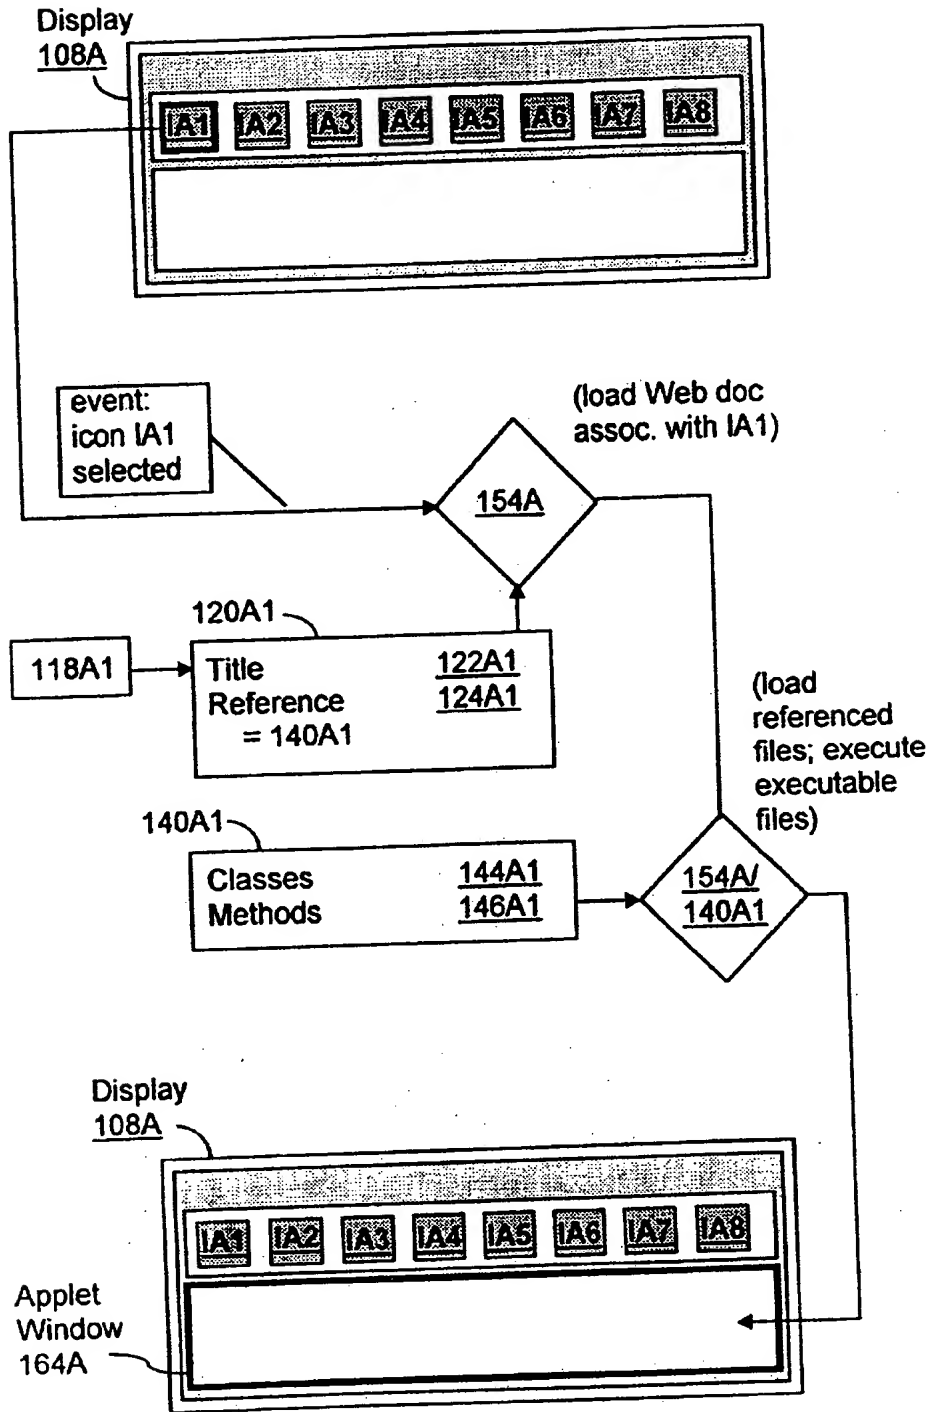 Display
108A
IA1 IA2 IA3 IA4 IA5 IA6 IA7 IA8
event:
icon IA1
selected
(load Web doc
assoc. with IA1)
154A
120A1
118A1
Title 122A1
Reference 124A1
= 140A1
(load
referenced
files; execute
executable
files)
140A1
Classes 144A1
Methods 146A1
154A/
140A1
Display
108A
IA1 IA2 IA3 IA4 IA5 IA6 IA7 IA8
Applet
Window
164A